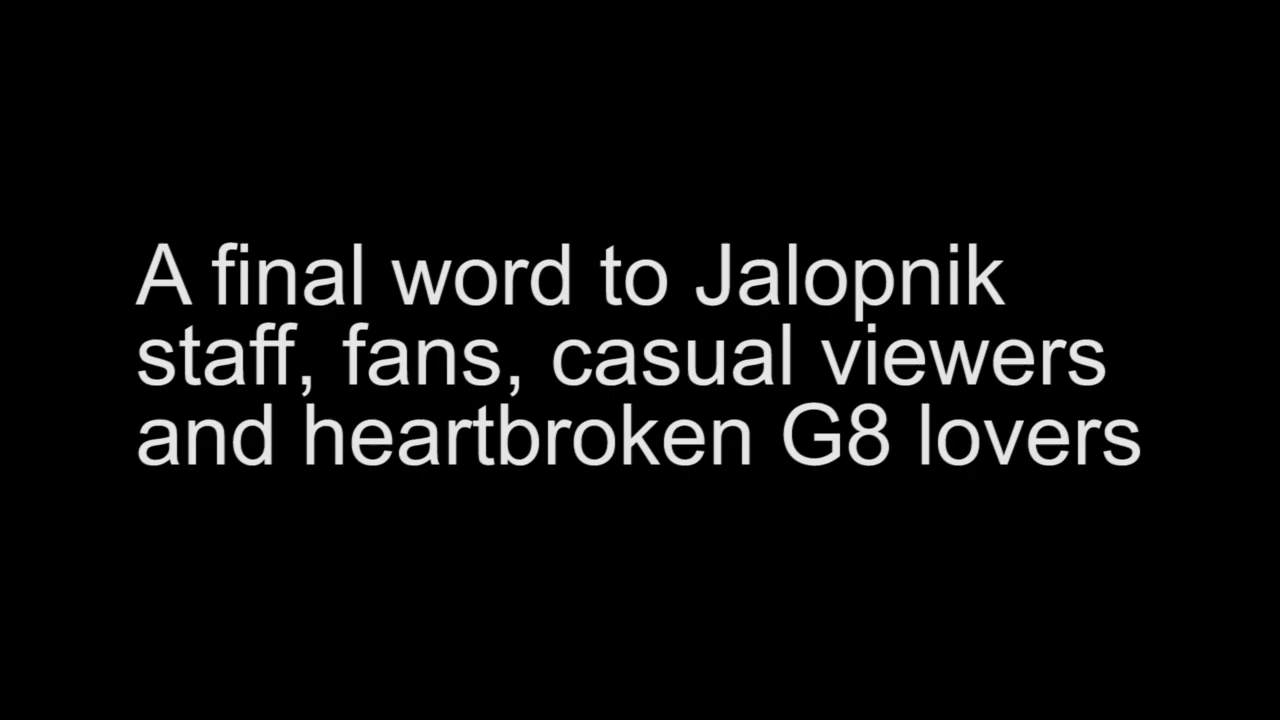 A final word to Jalopnik
staff, fans, casual viewers
and heartbroken G8 lovers